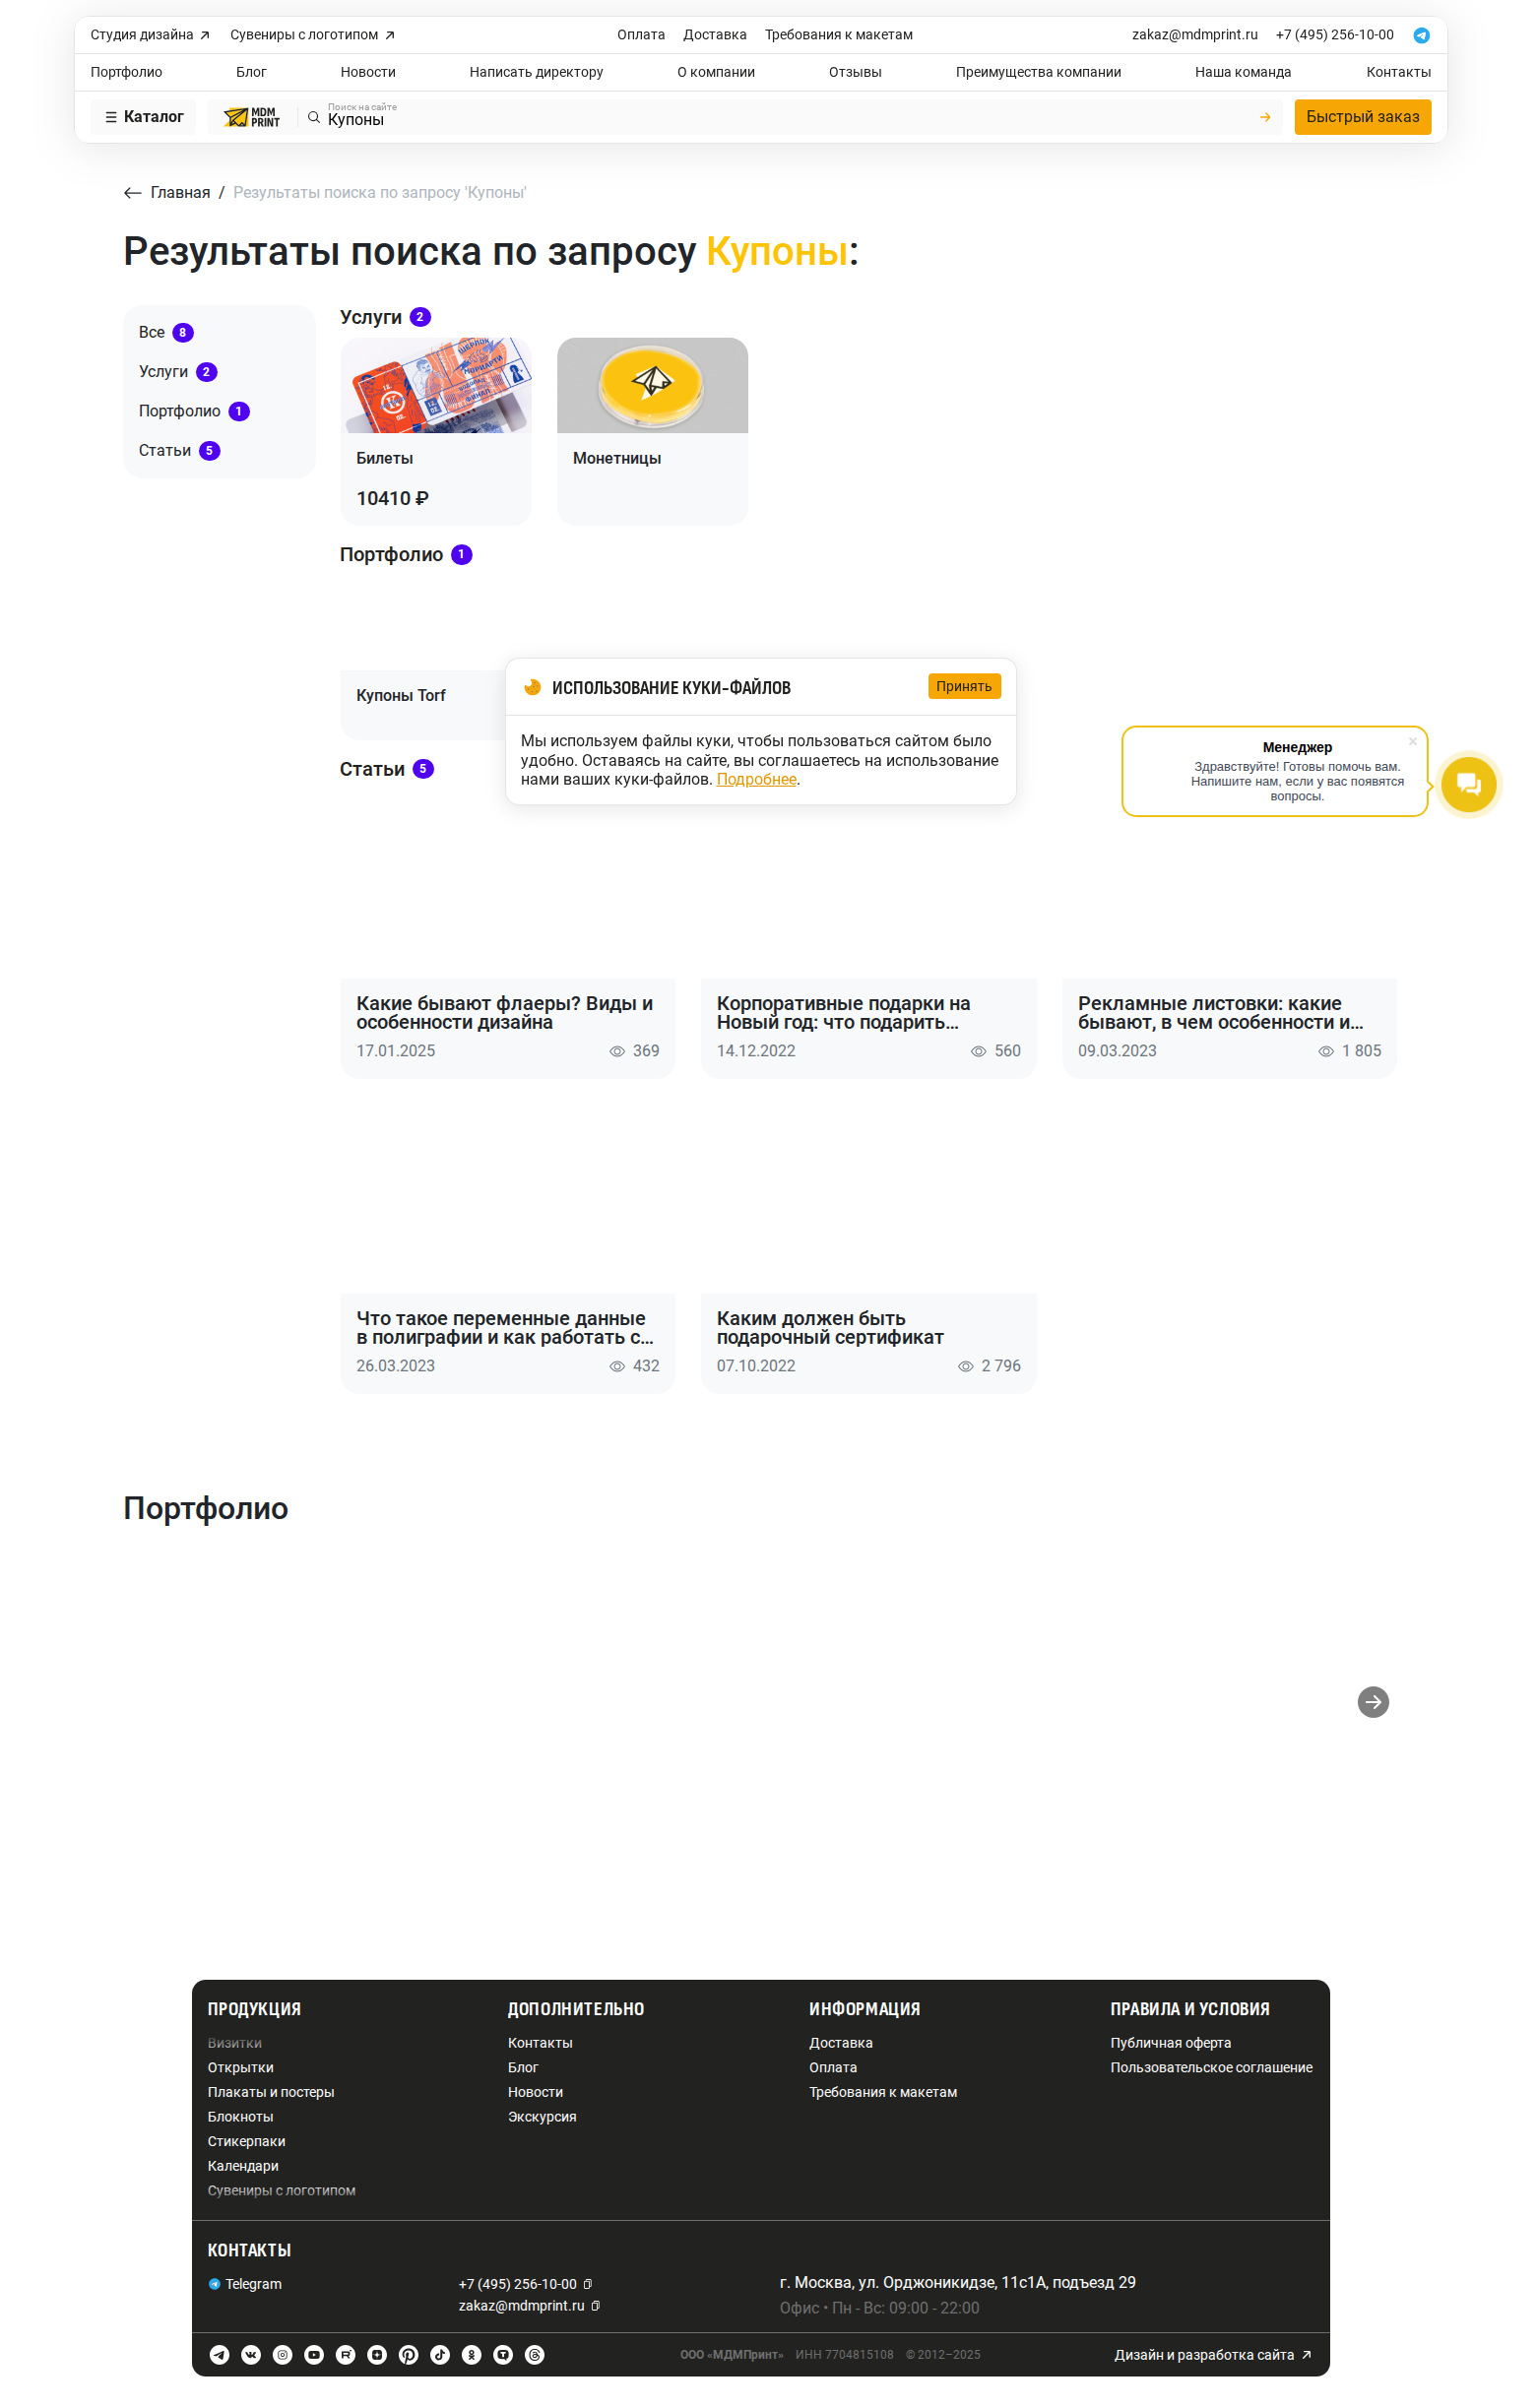 Студия дизайна
Сувениры с логотипом
Оплата
Доставка
Требования к макетам
zakaz@mdmprint.ru
+7 (495) 256-10-00
Портфолио
Блог
Новости
Написать директору
О компании
Отзывы
Преимущества компании
Наша команда
Контакты
Каталог
MDM
PRINT
Поиск на сайте
Купоны
Быстрый заказ
Главная / Результаты поиска по запросу 'Купоны'
Результаты поиска по запросу Купоны:
Все 8
Услуги 2
Портфолио 1
Статьи 5
Услуги 2
ШЕРЛОК
МОРИАРТИ
ФИНАЛ
Билеты
10410 ₽
Монетницы
Портфолио 1
Купоны Torf
Статьи 5
ИСПОЛЬЗОВАНИЕ КУКИ-ФАЙЛОВ
Принять
Мы используем файлы куки, чтобы пользоваться сайтом было
удобно. Оставаясь на сайте, вы соглашаетесь на использование
нами ваших куки-файлов. Подробнее.
Менеджер
Здравствуйте! Готовы помочь вам.
Напишите нам, если у вас появятся
вопросы.
Какие бывают флаеры? Виды и
особенности дизайна
17.01.2025
369
Корпоративные подарки на
Новый год: что подарить...
14.12.2022
560
Рекламные листовки: какие
бывают, в чем особенности и...
09.03.2023
1 805
Что такое переменные данные
в полиграфии и как работать с...
26.03.2023
432
Каким должен быть
подарочный сертификат
07.10.2022
2 796
Портфолио
ПРОДУКЦИЯ
Визитки
Открытки
Плакаты и постеры
Блокноты
Стикерпаки
Календари
Сувениры с логотипом
ДОПОЛНИТЕЛЬНО
Контакты
Блог
Новости
Экскурсия
ИНФОРМАЦИЯ
Доставка
Оплата
Требования к макетам
ПРАВИЛА И УСЛОВИЯ
Публичная оферта
Пользовательское соглашение
КОНТАКТЫ
Telegram
+7 (495) 256-10-00
zakaz@mdmprint.ru
г. Москва, ул. Орджоникидзе, 11с1А, подъезд 29
Офис • Пн - Вс: 09:00 - 22:00
ООО «МДМПринт»
ИНН 7704815108
© 2012–2025
Дизайн и разработка сайта